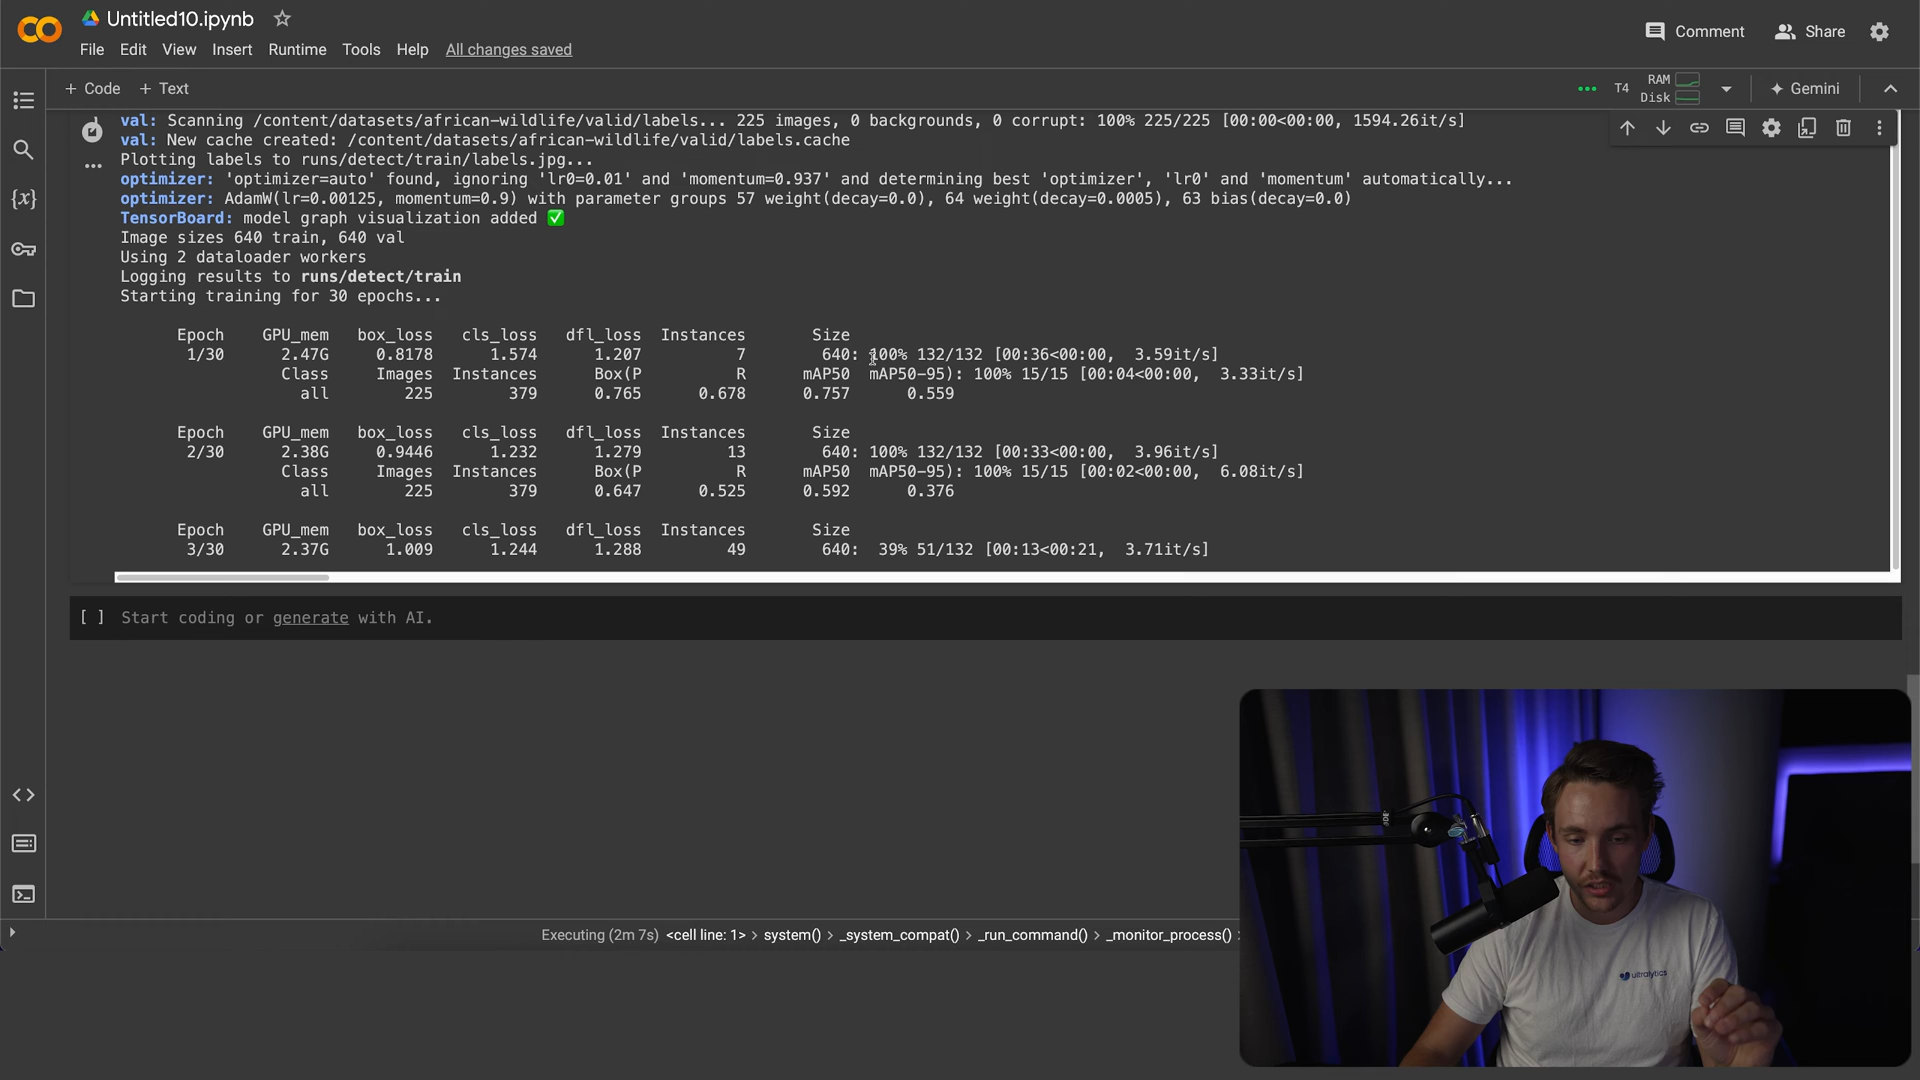 Untitled10.ipynb
File Edit View Insert Runtime Tools Help All changes saved
Comment Share
+ Code + Text
T4 RAM Disk Gemini
val: Scanning /content/datasets/african-wildlife/valid/labels... 225 images, 0 backgrounds, 0 corrupt: 100% 225/225 [00:00<00:00, 1594.26it/s]
val: New cache created: /content/datasets/african-wildlife/valid/labels.cache
Plotting labels to runs/detect/train/labels.jpg...
optimizer: 'optimizer=auto' found, ignoring 'lr0=0.01' and 'momentum=0.937' and determining best 'optimizer', 'lr0' and 'momentum' automatically...
optimizer: AdamW(lr=0.00125, momentum=0.9) with parameter groups 57 weight(decay=0.0), 64 weight(decay=0.0005), 63 bias(decay=0.0)
TensorBoard: model graph visualization added ✅
Image sizes 640 train, 640 val
Using 2 dataloader workers
Logging results to runs/detect/train
Starting training for 30 epochs...
Epoch GPU_mem box_loss cls_loss dfl_loss Instances Size
1/30 2.47G 0.8178 1.574 1.207 7 640: 100% 132/132 [00:36<00:00, 3.59it/s]
Class Images Instances Box(P R mAP50 mAP50-95): 100% 15/15 [00:04<00:00, 3.33it/s]
all 225 379 0.765 0.678 0.757 0.559
Epoch GPU_mem box_loss cls_loss dfl_loss Instances Size
2/30 2.38G 0.9446 1.232 1.279 13 640: 100% 132/132 [00:33<00:00, 3.96it/s]
Class Images Instances Box(P R mAP50 mAP50-95): 100% 15/15 [00:02<00:00, 6.08it/s]
all 225 379 0.647 0.525 0.592 0.376
Epoch GPU_mem box_loss cls_loss dfl_loss Instances Size
3/30 2.37G 1.009 1.244 1.288 49 640: 39% 51/132 [00:13<00:21, 3.71it/s]
[ ] Start coding or generate with AI.
Executing (2m 7s) <cell line: 1> > system() > _system_compat() > _run_command() > _monitor_process() >
ultralytics